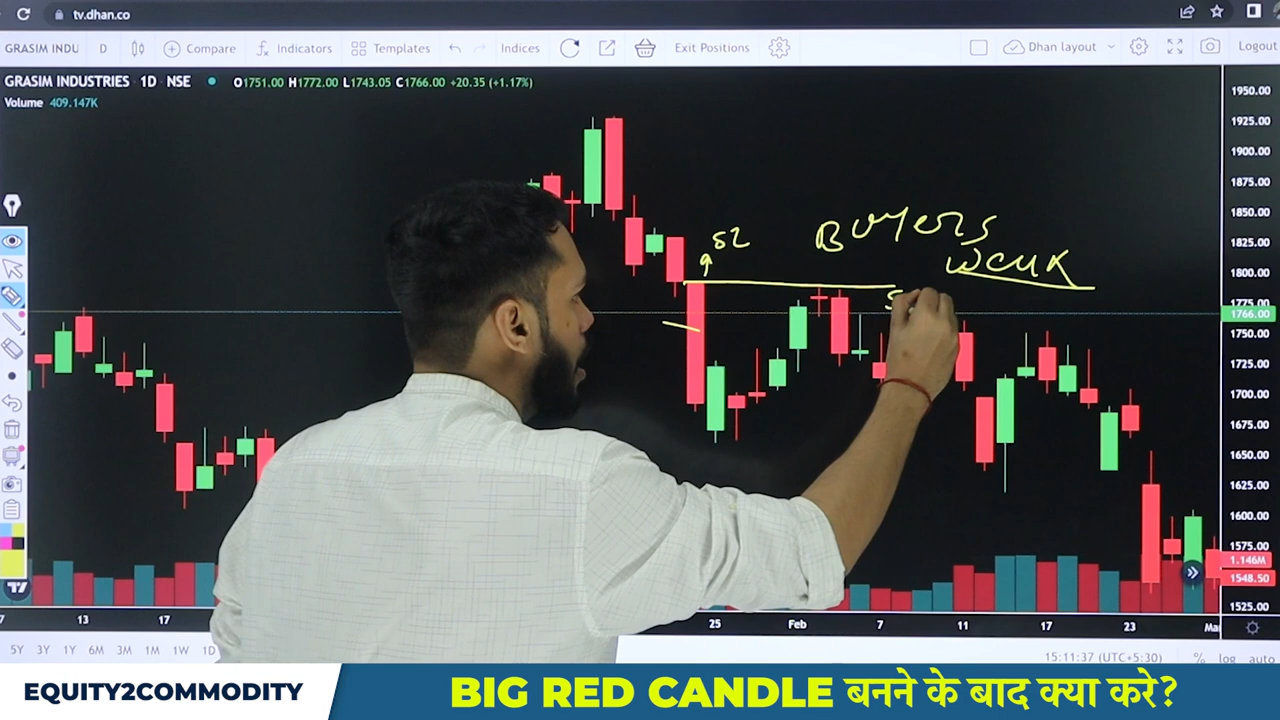 tv.dhan.co
GRASIM INDU D Compare Indicators Templates Indices Exit Positions Dhan layout Logout
GRASIM INDUSTRIES 1D NSE O1751.00 H1772.00 L1743.05 C1766.00 +20.35 (+1.17%)
Volume 409.147K
1950.00
1925.00
1900.00
1875.00
1850.00
1825.00
1800.00
1775.00
1766.00
1750.00
1725.00
1700.00
1675.00
1650.00
1625.00
1600.00
1575.00
1.146M
1548.50
1525.00
Buyers
weak
13 17 25 Feb 7 11 17 23 Ma
5Y 3Y 1Y 6M 3M 1M 1W 1D 15:11:37 (UTC+5:30) % log auto
EQUITY2COMMODITY
BIG RED CANDLE बनने के बाद क्या करे?